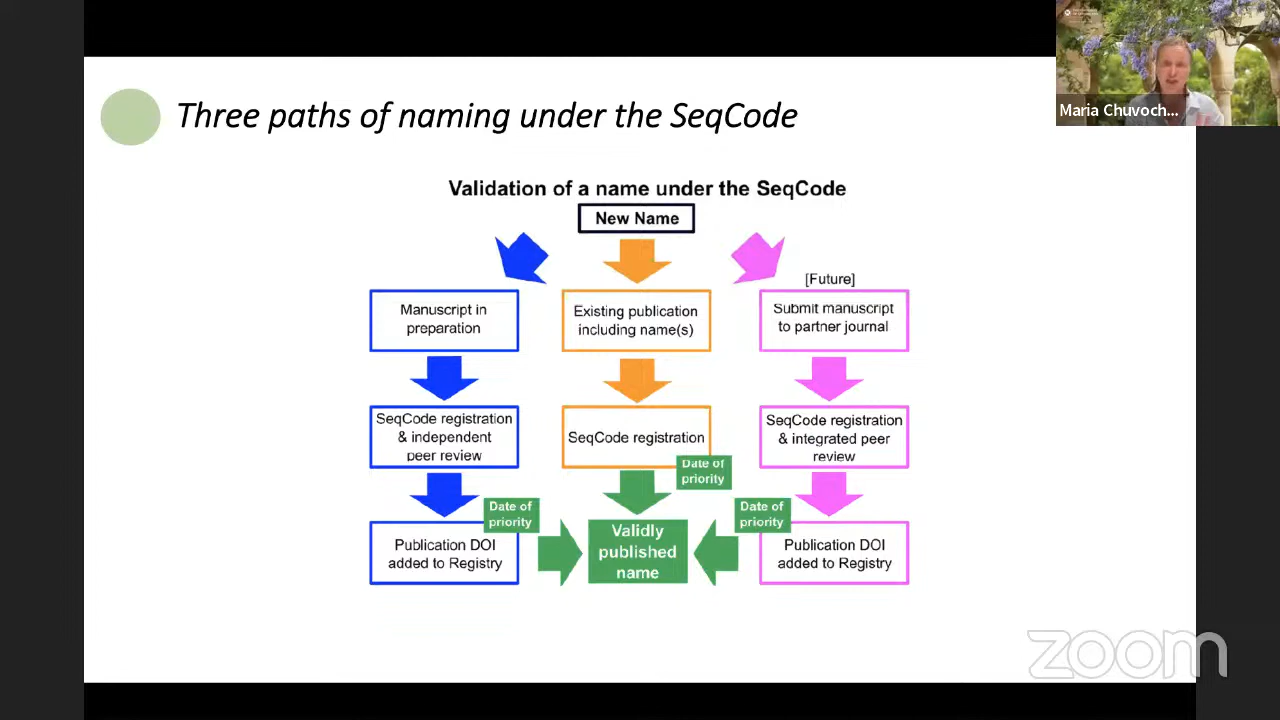 Maria Chuvoch...
Three paths of naming under the SeqCode
Validation of a name under the SeqCode
New Name
[Future]
Manuscript in
preparation
Existing publication
including name(s)
Submit manuscript
to partner journal
SeqCode registration
& independent
peer review
SeqCode registration
SeqCode registration
& integrated peer
review
Date of
priority
Date of
priority
Date of
priority
Publication DOI
added to Registry
Validly
published
name
Publication DOI
added to Registry
zoom